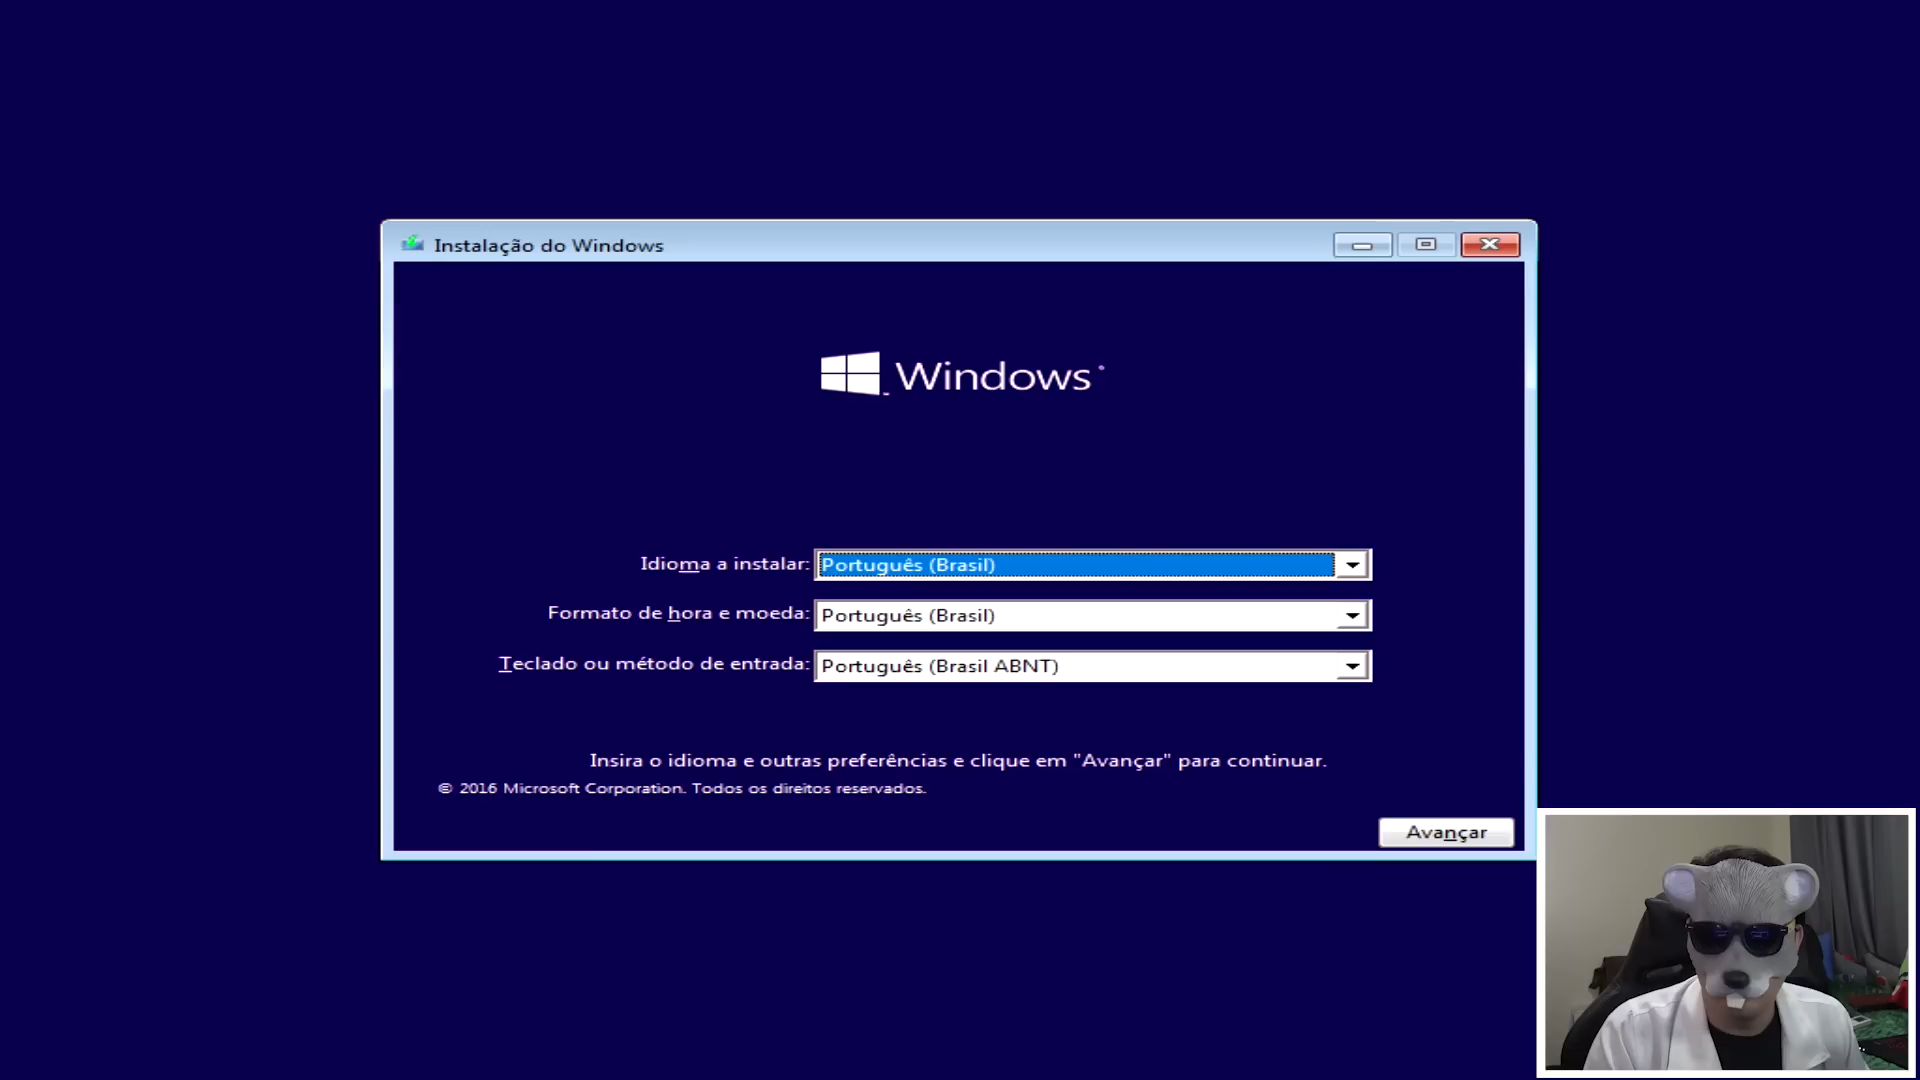 Instalação do Windows
Windows
Idioma a instalar: Português (Brasil)
Formato de hora e moeda: Português (Brasil)
Teclado ou método de entrada: Português (Brasil ABNT)
Insira o idioma e outras preferências e clique em "Avançar" para continuar.
© 2016 Microsoft Corporation. Todos os direitos reservados.
Avançar